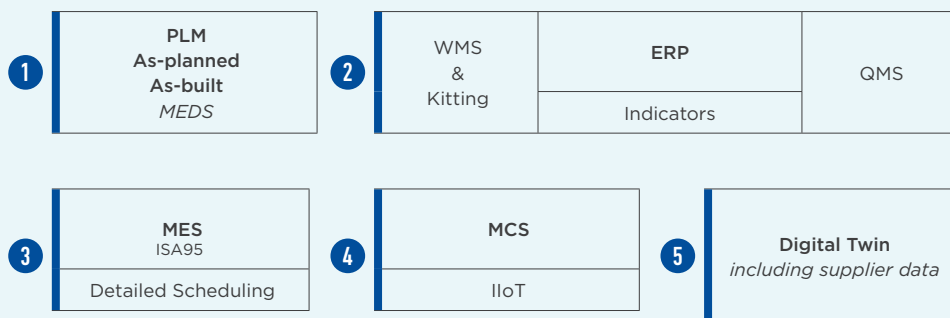 1
PLM
As-planned
As-built
MEDS
2
WMS
&
Kitting
ERP
Indicators
QMS
3
MES
ISA95
Detailed Scheduling
4
MCS
IIoT
5
Digital Twin
including supplier data